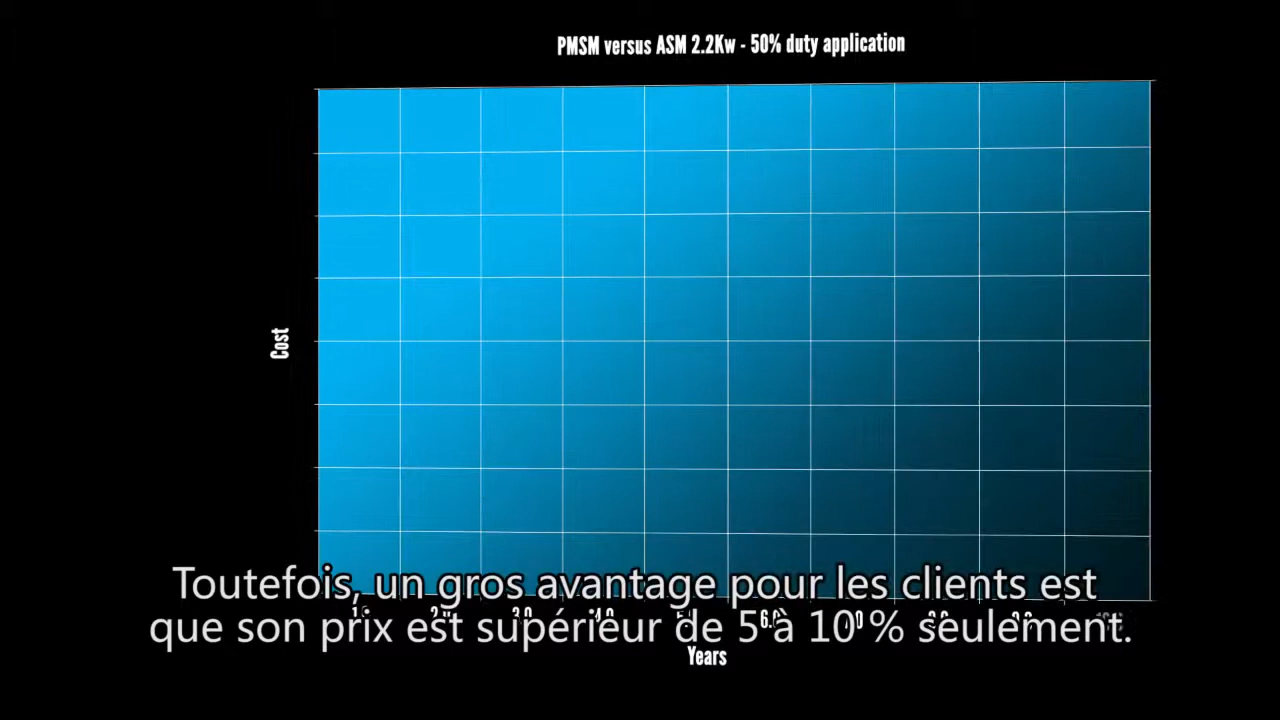 PMSM versus ASM 2.2Kw - 50% duty application
Cost
Toutefois, un gros avantage pour les clients est
que son prix est supérieur de 5 à 10 % seulement.
Years